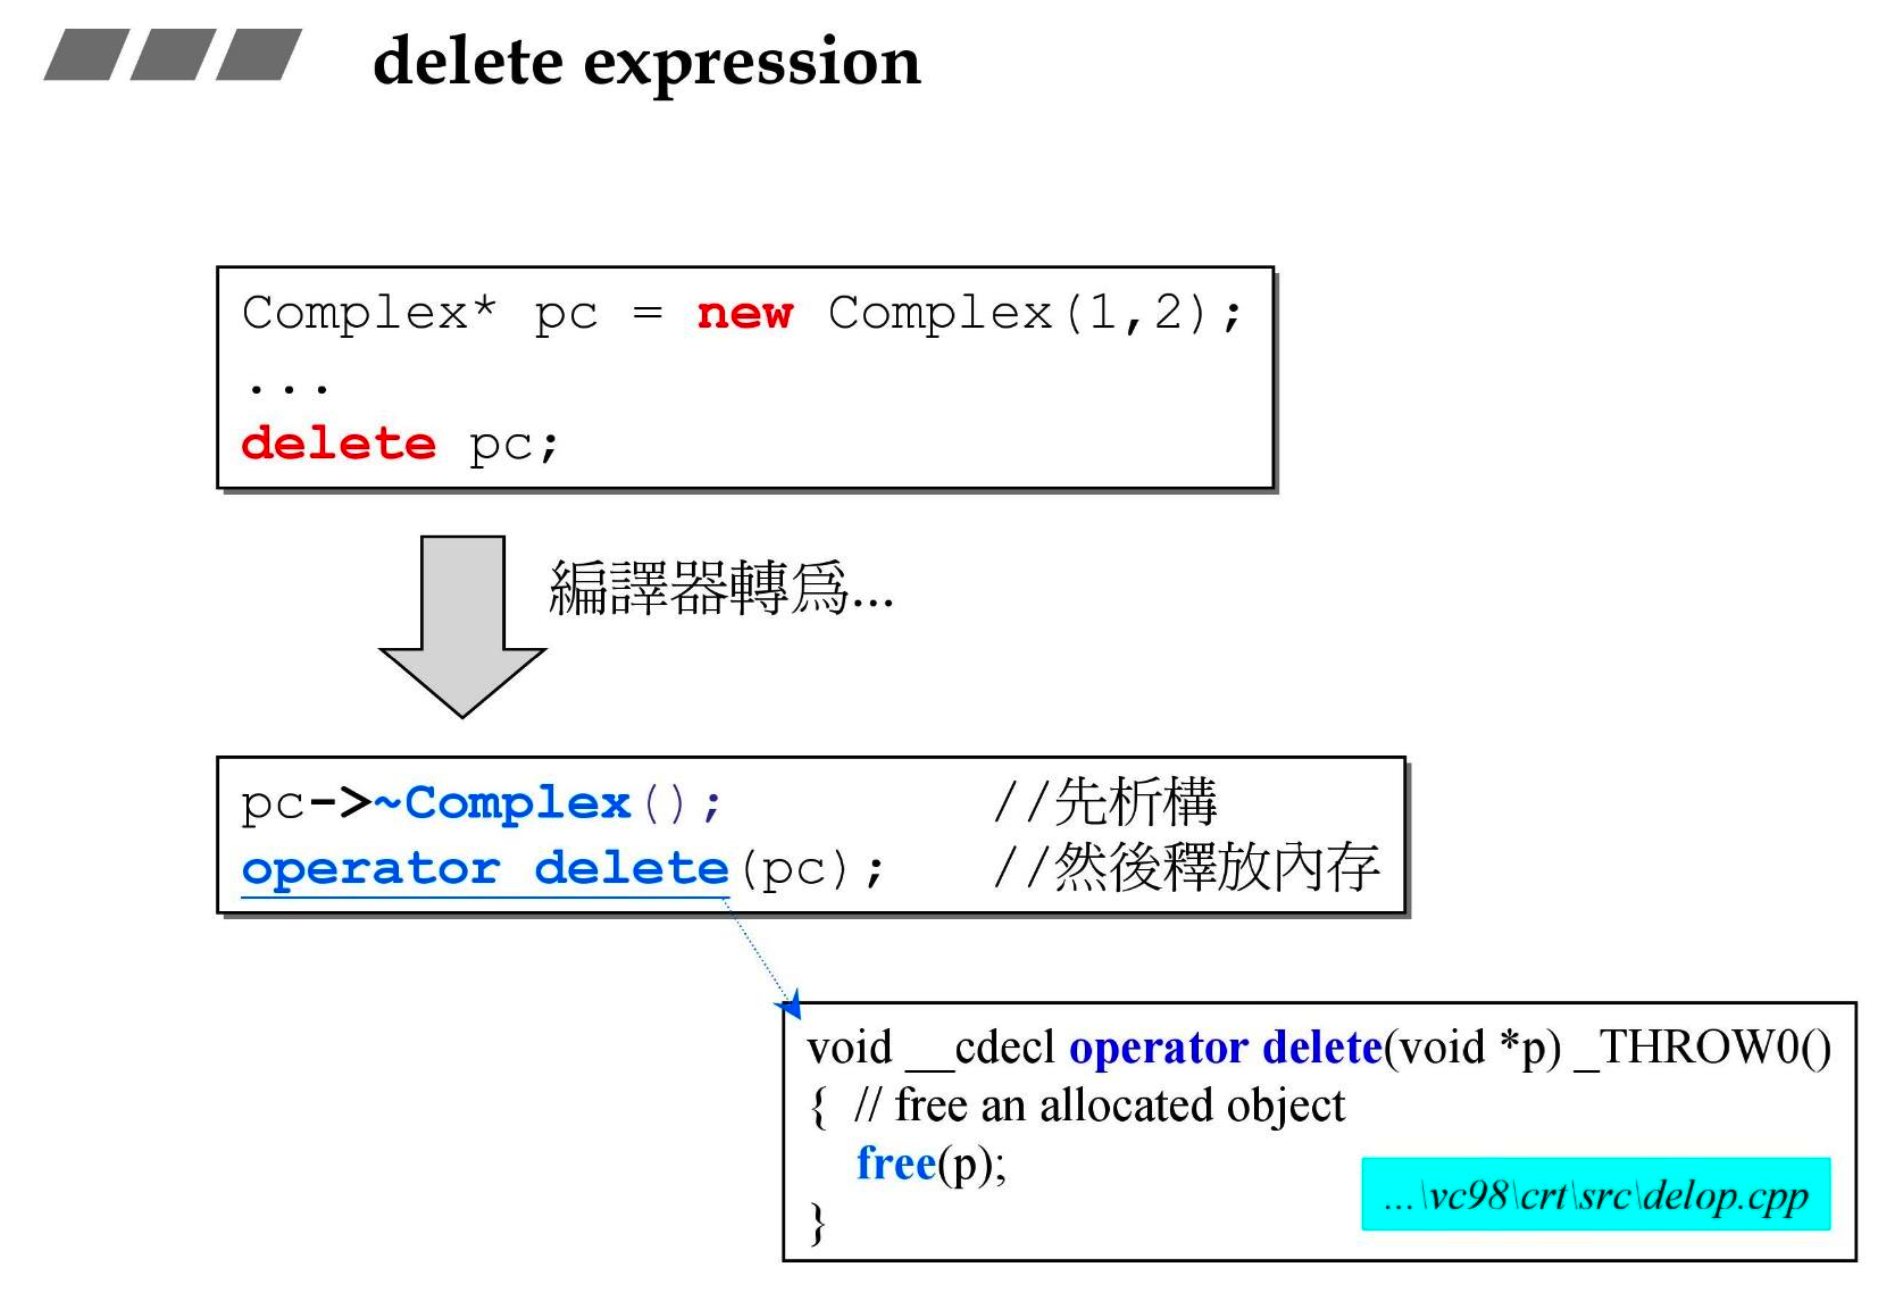 delete expression
Complex* pc = new Complex(1,2);
...
delete pc;
編譯器轉爲...
pc->~Complex(); //先析構
operator delete(pc); //然後釋放內存
void __cdecl operator delete(void *p) _THROW0()
{ // free an allocated object
free(p);
...\vc98\crt\src\delop.cpp
}